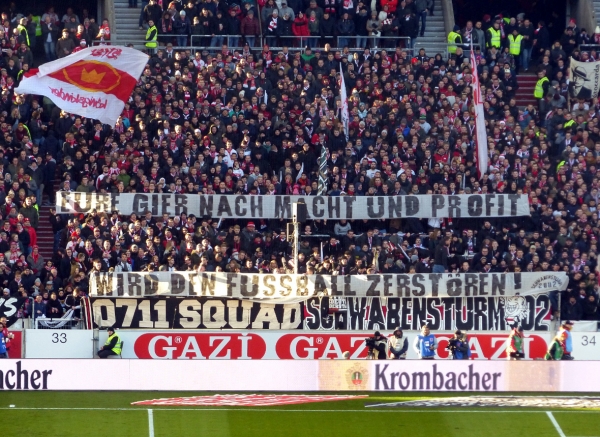 EURE GIER NACH MACHT UND PROFIT
WIRD DEN FUSSBALL ZERSTÖREN!
0711 SQUAD
SCHWABENSTURM 02
33
GAZi GAZi GAZi
34
Krombacher